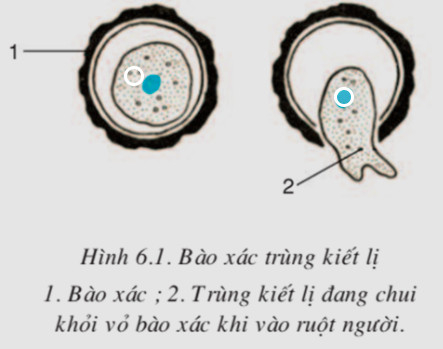 1
2
Hình 6.1. Bào xác trùng kiết lị
1. Bào xác ; 2. Trùng kiết lị đang chui
khỏi vỏ bào xác khi vào ruột người.